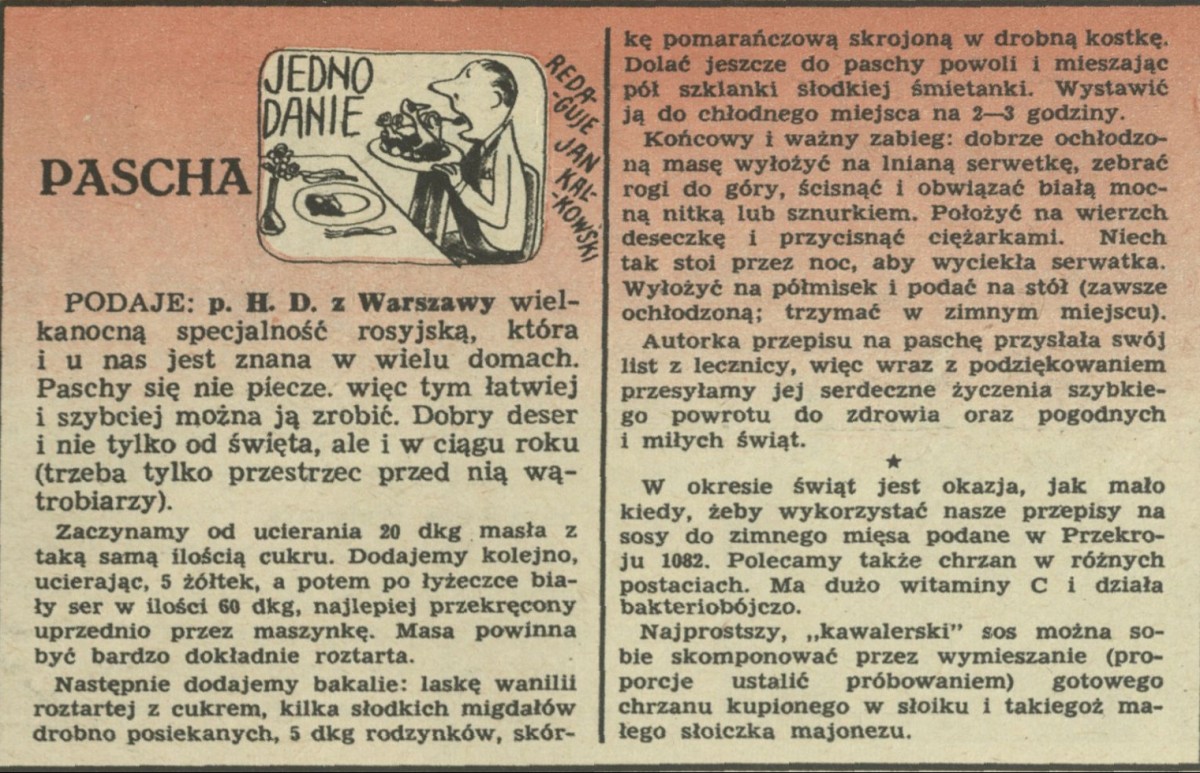 PASCHA
JEDNO
DANIE
REDA-
-GUJE
JAN
KAL-
-KOWSKI
PODAJE: p. H. D. z Warszawy wiel-
kanocną specjalność rosyjską, która
i u nas jest znana w wielu domach.
Paschy się nie piecze. więc tym łatwiej
i szybciej można ją zrobić. Dobry deser
i nie tylko od święta, ale i w ciągu roku
(trzeba tylko przestrzec przed nią wą-
trobiarzy).
Zaczynamy od ucierania 20 dkg masła z
taką samą ilością cukru. Dodajemy kolejno,
ucierając, 5 żółtek, a potem po łyżeczce bia-
ły ser w ilości 60 dkg, najlepiej przekręcony
uprzednio przez maszynkę. Masa powinna
być bardzo dokładnie roztarta.
Następnie dodajemy bakalie: laskę wanilii
roztartej z cukrem, kilka słodkich migdałów
drobno posiekanych, 5 dkg rodzynków, skór-
kę pomarańczową skrojoną w drobną kostkę.
Dolać jeszcze do paschy powoli i mieszając
pół szklanki słodkiej śmietanki. Wystawić
ją do chłodnego miejsca na 2—3 godziny.
Końcowy i ważny zabieg: dobrze ochłodzo-
ną masę wyłożyć na lnianą serwetkę, zebrać
rogi do góry, ścisnąć i obwiązać białą moc-
ną nitką lub sznurkiem. Położyć na wierzch
deseczkę i przycisnąć ciężarkami. Niech
tak stoi przez noc, aby wyciekła serwatka.
Wyłożyć na półmisek i podać na stół (zawsze
ochłodzoną; trzymać w zimnym miejscu).
Autorka przepisu na paschę przysłała swój
list z lecznicy, więc wraz z podziękowaniem
przesyłamy jej serdeczne życzenia szybkie-
go powrotu do zdrowia oraz pogodnych
i miłych świąt.
★
W okresie świąt jest okazja, jak mało
kiedy, żeby wykorzystać nasze przepisy na
sosy do zimnego mięsa podane w Przekro-
ju 1082. Polecamy także chrzan w różnych
postaciach. Ma dużo witaminy C i działa
bakteriobójczo.
Najprostszy, „kawalerski" sos można so-
bie skomponować przez wymieszanie (pro-
porcje ustalić próbowaniem) gotowego
chrzanu kupionego w słoiku i takiegoż ma-
łego słoiczka majonezu.